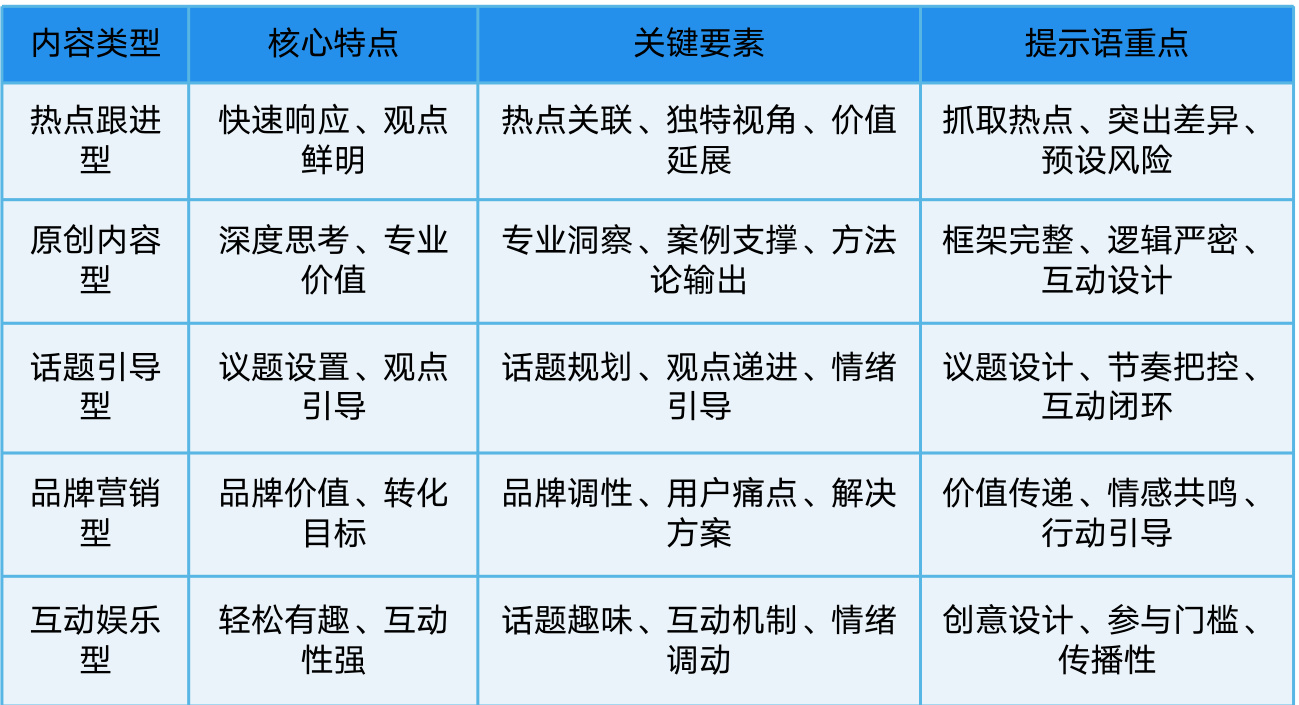 内容类型 核心特点 关键要素 提示语重点
热点跟进 快速响应、观点 热点关联、独特视角、价值 抓取热点、突出差异、
型 鲜明 延展 预设风险
原创内容 深度思考、专业 专业洞察、案例支撑、方法 框架完整、逻辑严密、
型 价值 论输出 互动设计
话题引导 议题设置、观点 话题规划、观点递进、情绪 议题设计、节奏把控、
型 引导 引导 互动闭环
品牌营销 品牌价值、转化 品牌调性、用户痛点、解决 价值传递、情感共鸣、
型 目标 方案 行动引导
互动娱乐 轻松有趣、互动 话题趣味、互动机制、情绪 创意设计、参与门槛、
型 性强 调动 传播性